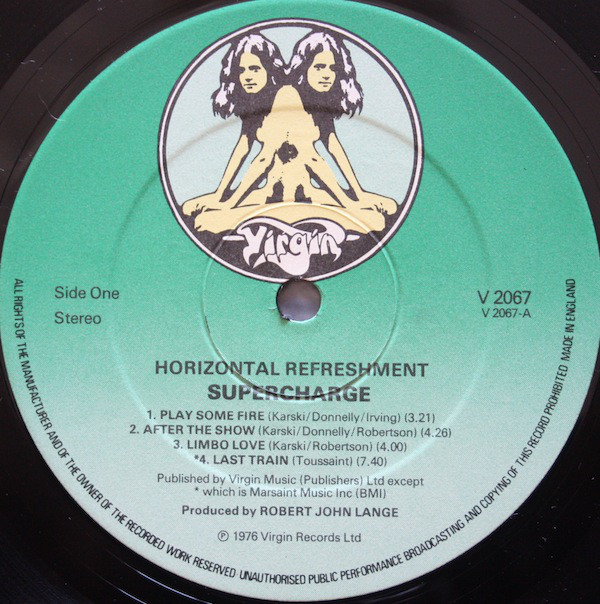 Virgin
Side One
Stereo
V 2067
V 2067-A
HORIZONTAL REFRESHMENT
SUPERCHARGE
1. PLAY SOME FIRE (Karski/Donnelly/Irving) (3.21)
2. AFTER THE SHOW (Karski/Donnelly/Robertson) (4.26)
3. LIMBO LOVE (Karski/Robertson) (4.00)
*4. LAST TRAIN (Toussaint) (7.40)
Published by Virgin Music (Publishers) Ltd except
* which is Marsaint Music Inc (BMI)
Produced by ROBERT JOHN LANGE
℗ 1976 Virgin Records Ltd
ALL RIGHTS OF THE MANUFACTURER AND OF THE OWNER OF THE RECORDED WORK RESERVED UNAUTHORISED PUBLIC PERFORMANCE BROADCASTING AND COPYING OF THIS RECORD PROHIBITED MADE IN ENGLAND